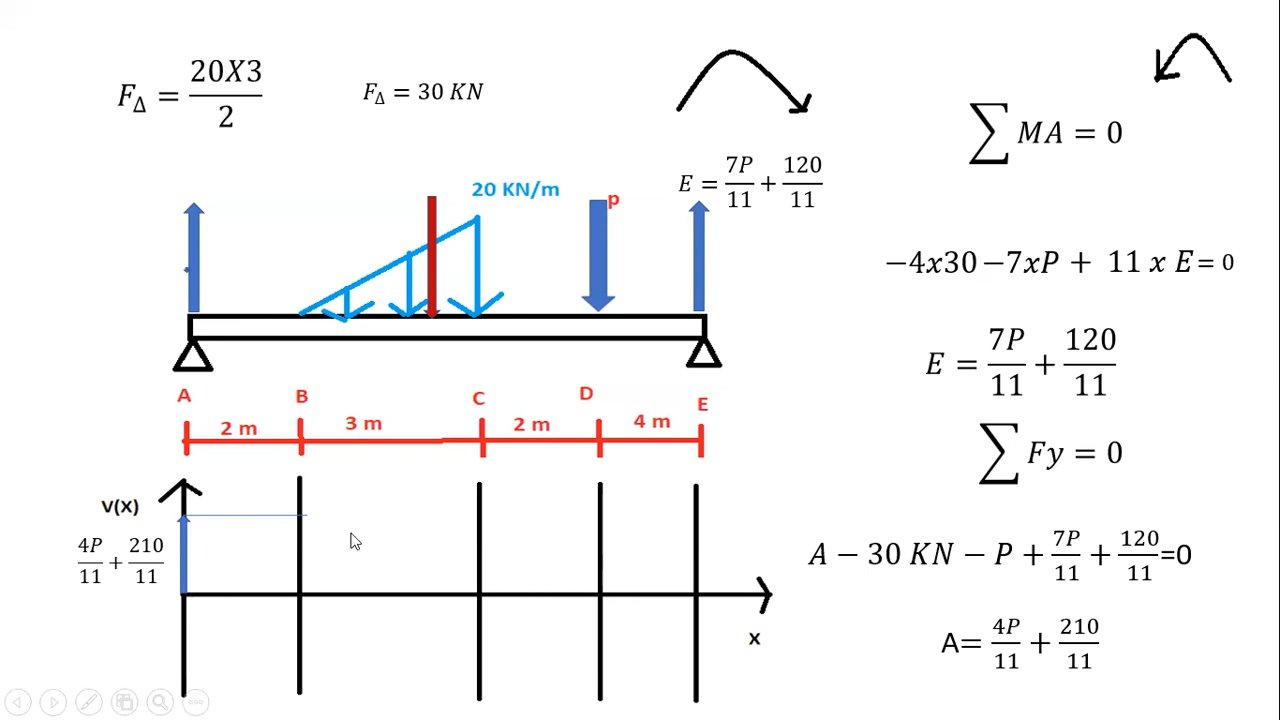 F_Δ = 20X3/2
F_Δ = 30 KN
∑ MA = 0
20 KN/m
p
E = 7P/11 + 120/11
−4x30 −7xP + 11 x E = 0
E = 7P/11 + 120/11
A B C D E
2 m 3 m 2 m 4 m
∑ Fy = 0
V(X)
4P/11 + 210/11
A − 30 KN − P + 7P/11 + 120/11 =0
x
A= 4P/11 + 210/11